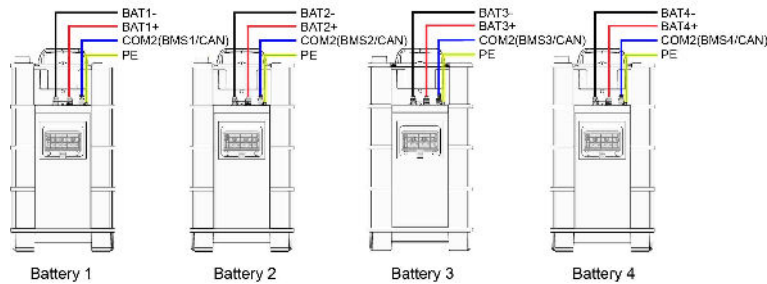 BAT1-
BAT1+
COM2(BMS1/CAN)
PE
BAT2-
BAT2+
COM2(BMS2/CAN)
PE
BAT3-
BAT3+
COM2(BMS3/CAN)
PE
BAT4-
BAT4+
COM2(BMS4/CAN)
PE
Battery 1
Battery 2
Battery 3
Battery 4